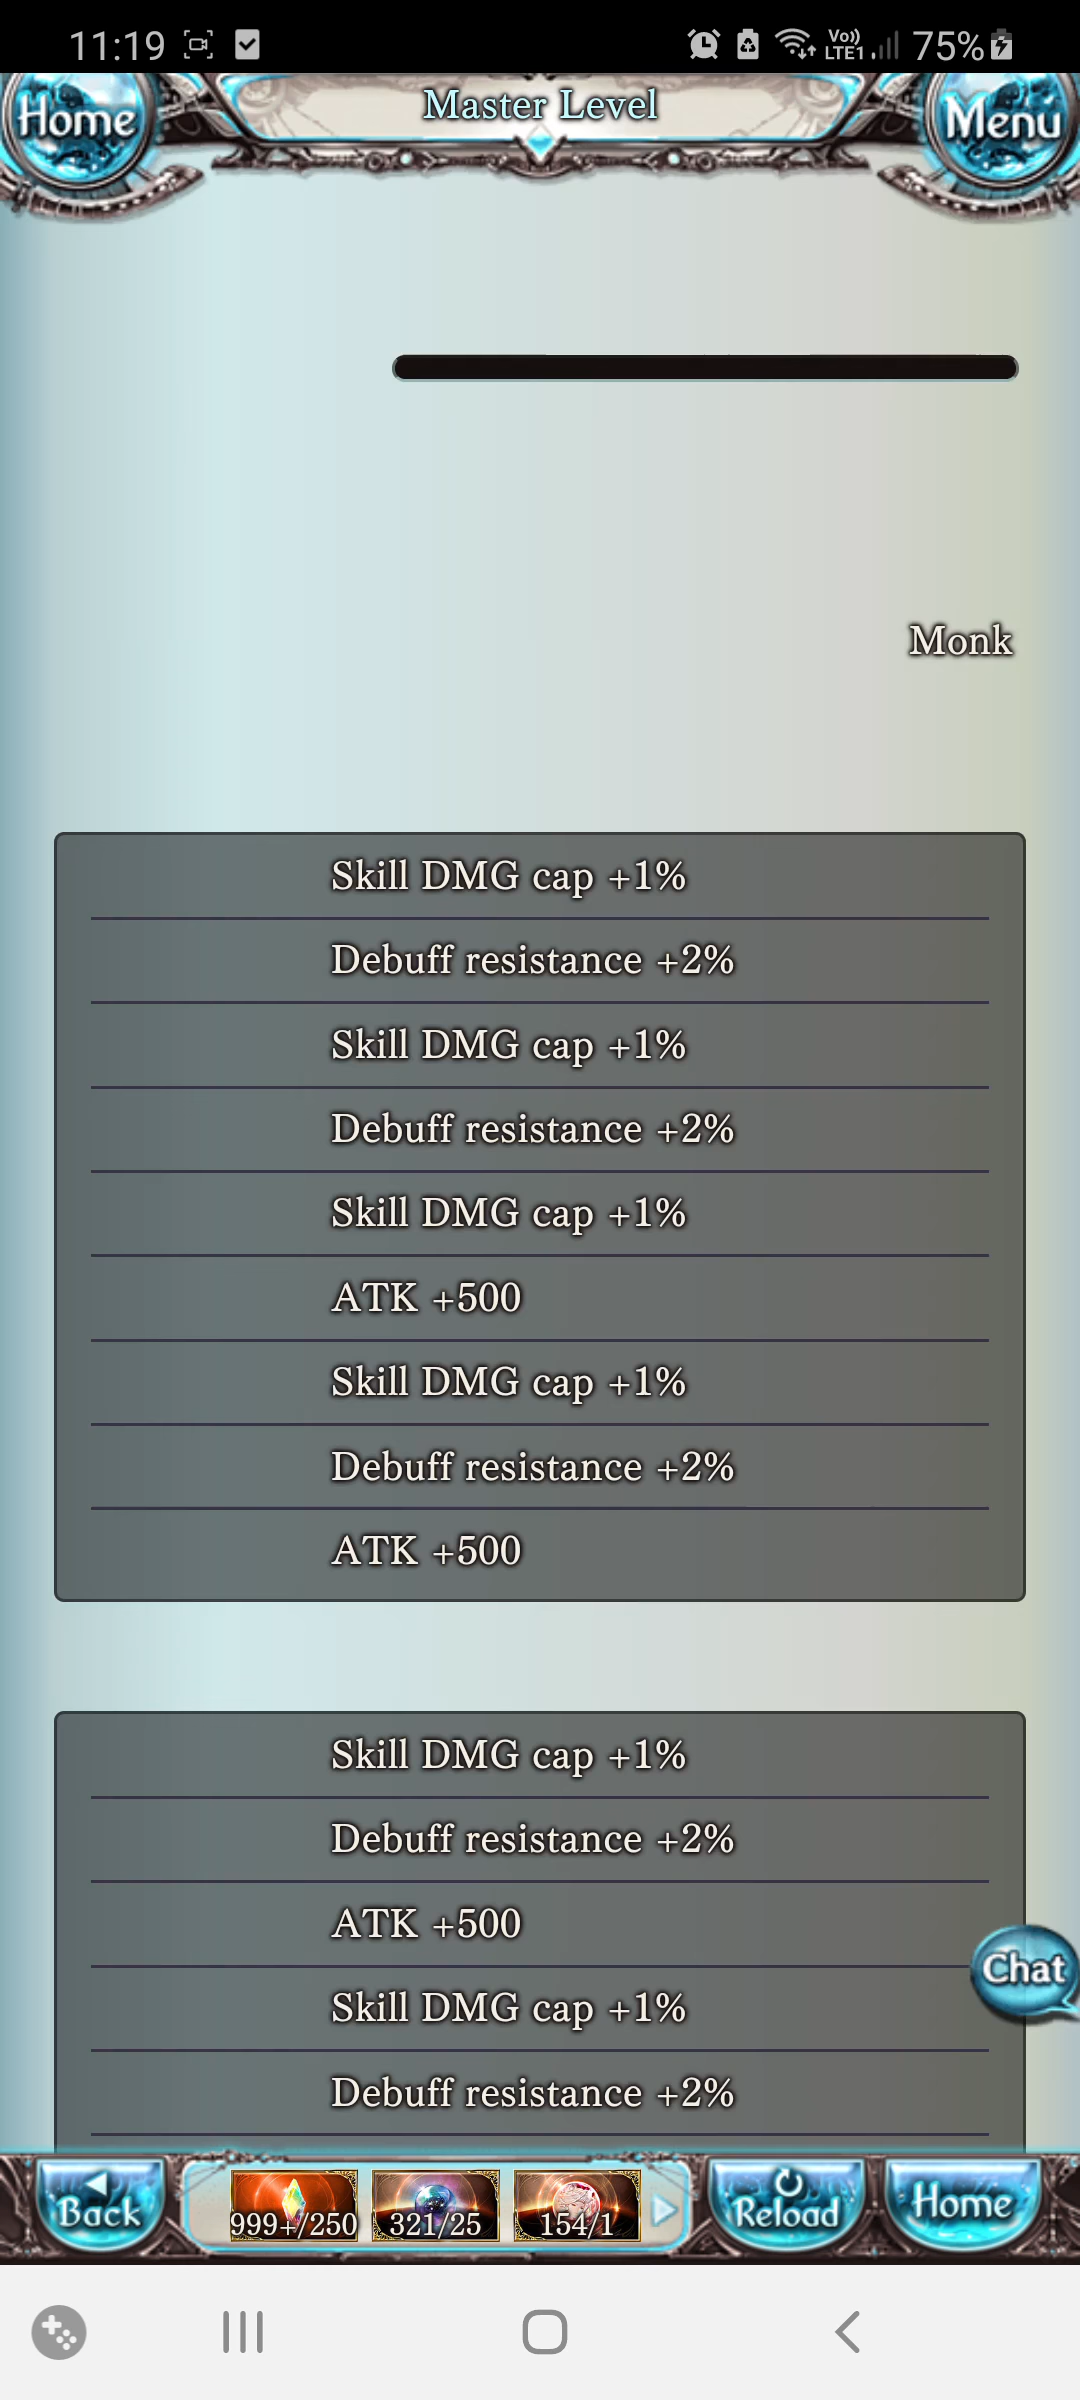 11:19 Vo)) LTE1 75%
Home Master Level Menu
Monk
Skill DMG cap +1%
Debuff resistance +2%
Skill DMG cap +1%
Debuff resistance +2%
Skill DMG cap +1%
ATK +500
Skill DMG cap +1%
Debuff resistance +2%
ATK +500
Skill DMG cap +1%
Debuff resistance +2%
ATK +500
Chat
Skill DMG cap +1%
Debuff resistance +2%
Back 999+/250 321/25 154/1 Reload Home